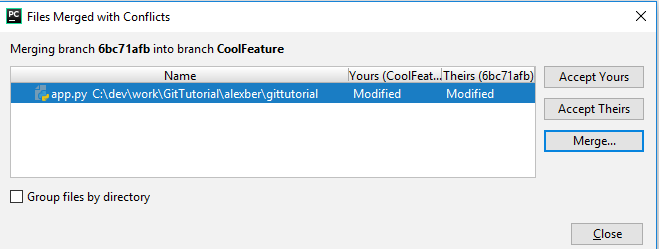 PC Files Merged with Conflicts
Merging branch 6bc71afb into branch CoolFeature
Name Yours (CoolFeat... Theirs (6bc71afb)
app.py C:\dev\work\GitTutorial\alexber\gittutorial Modified Modified
Accept Yours
Accept Theirs
Merge...
Group files by directory
Close